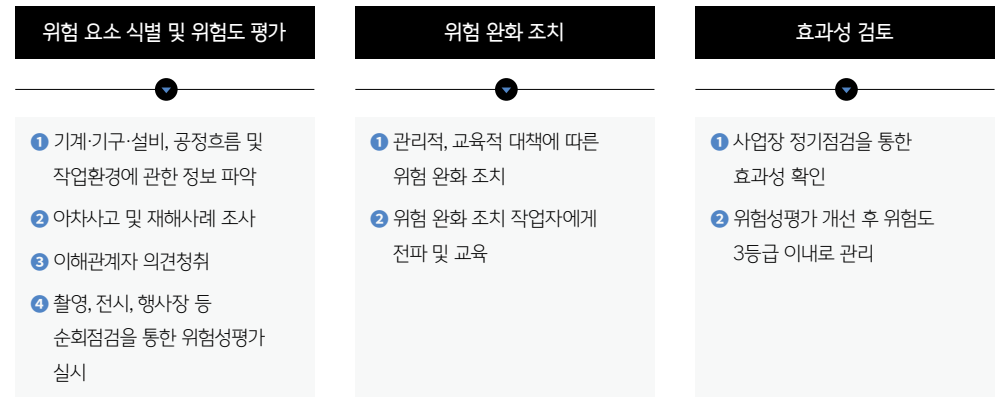 위험 요소 식별 및 위험도 평가
❶ 기계·기구·설비, 공정흐름 및
작업환경에 관한 정보 파악
❷ 아차사고 및 재해사례 조사
❸ 이해관계자 의견청취
❹ 촬영, 전시, 행사장 등
순회점검을 통한 위험성평가
실시
위험 완화 조치
❶ 관리적, 교육적 대책에 따른
위험 완화 조치
❷ 위험 완화 조치 작업자에게
전파 및 교육
효과성 검토
❶ 사업장 정기점검을 통한
효과성 확인
❷ 위험성평가 개선 후 위험도
3등급 이내로 관리